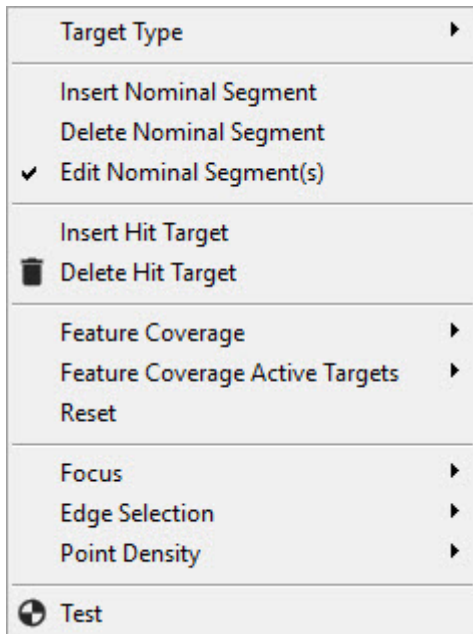 Target Type
Insert Nominal Segment
Delete Nominal Segment
Edit Nominal Segment(s)
Insert Hit Target
Delete Hit Target
Feature Coverage
Feature Coverage Active Targets
Reset
Focus
Edge Selection
Point Density
Test